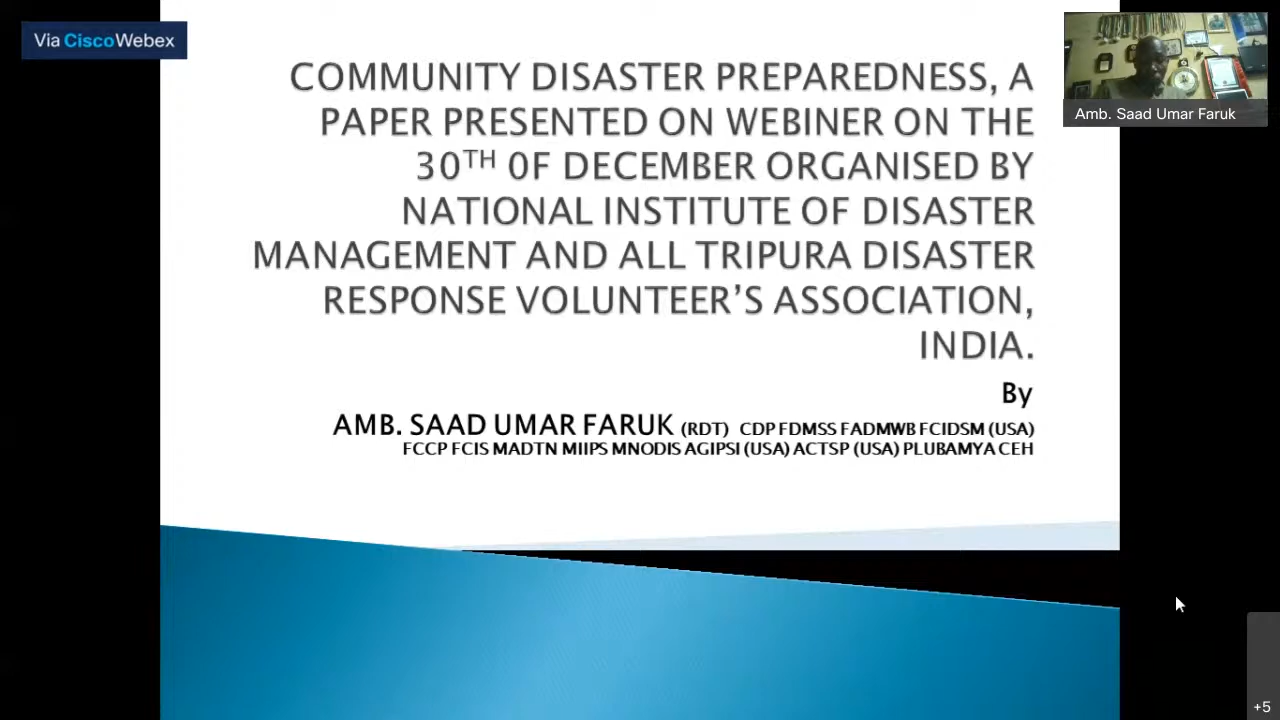 Via CiscoWebex
Amb. Saad Umar Faruk
COMMUNITY DISASTER PREPAREDNESS, A
PAPER PRESENTED ON WEBINER ON THE
30TH 0F DECEMBER ORGANISED BY
NATIONAL INSTITUTE OF DISASTER
MANAGEMENT AND ALL TRIPURA DISASTER
RESPONSE VOLUNTEER’S ASSOCIATION,
INDIA.
By
AMB. SAAD UMAR FARUK (RDT) CDP FDMSS FADMWB FCIDSM (USA)
FCCP FCIS MADTN MIIPS MNODIS AGIPSI (USA) ACTSP (USA) PLUBAMYA CEH
+5